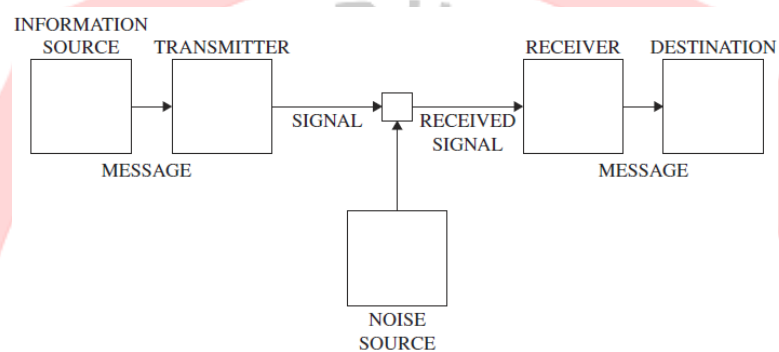 INFORMATION
SOURCE
TRANSMITTER
RECEIVER
DESTINATION
SIGNAL
RECEIVED
SIGNAL
MESSAGE
MESSAGE
NOISE
SOURCE